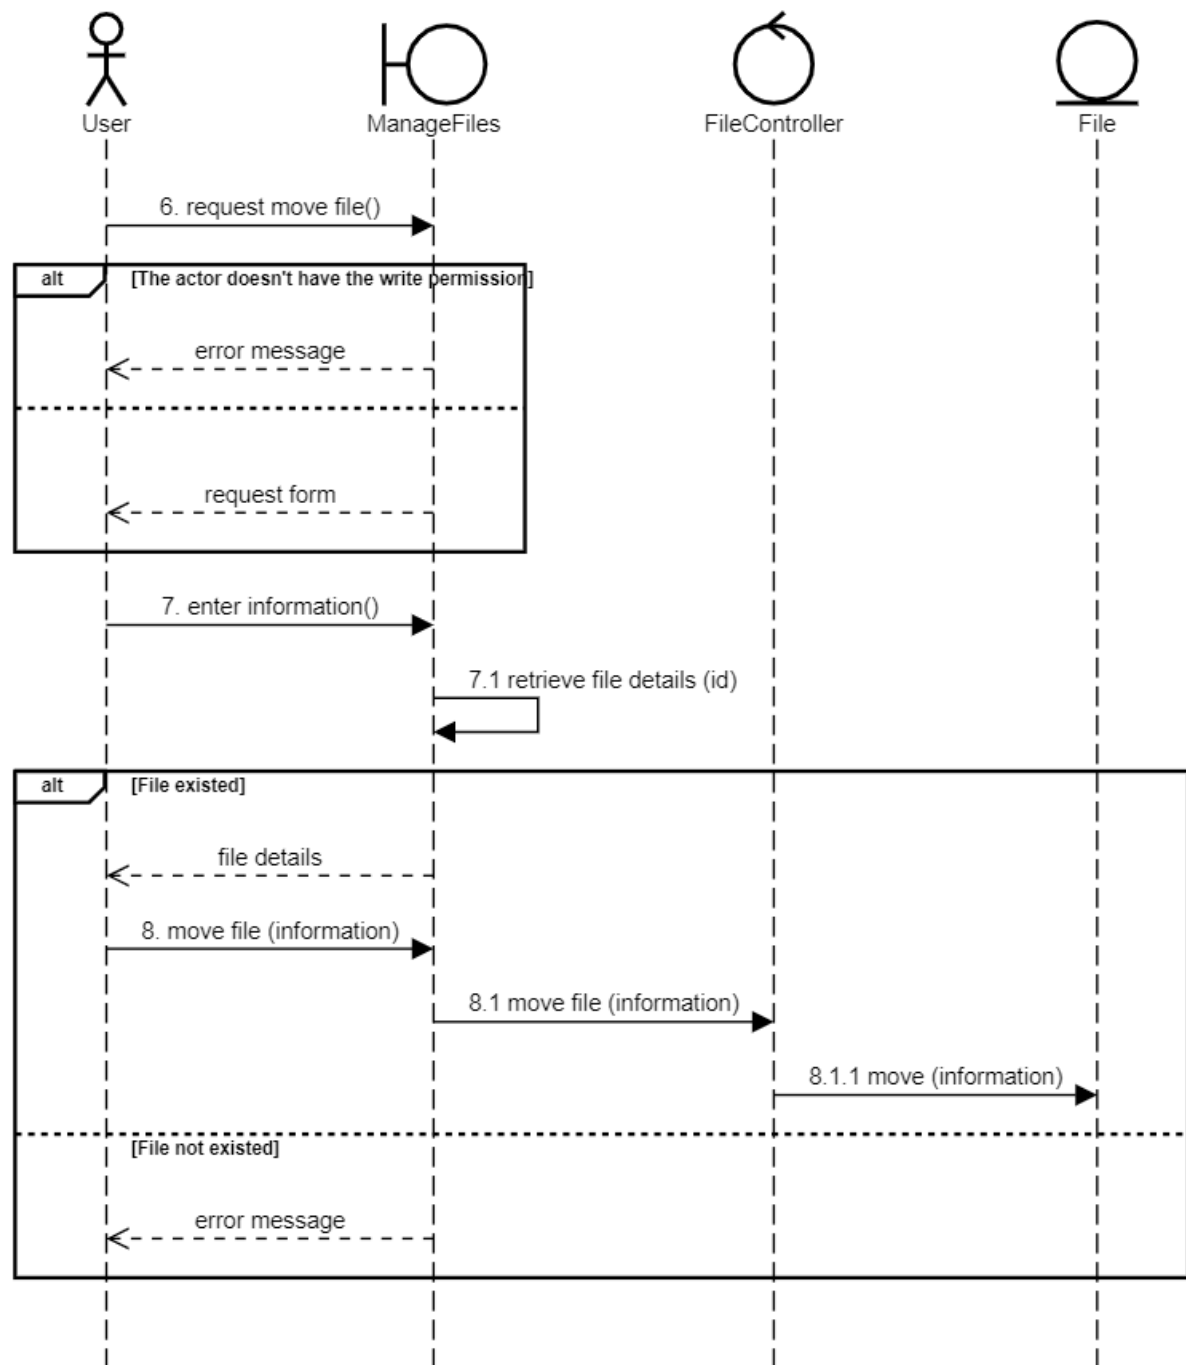 User
ManageFiles
FileController
File
6. request move file()
alt
[The actor doesn't have the write permission]
error message
request form
7. enter information()
7.1 retrieve file details (id)
alt
[File existed]
file details
8. move file (information)
8.1 move file (information)
8.1.1 move (information)
[File not existed]
error message